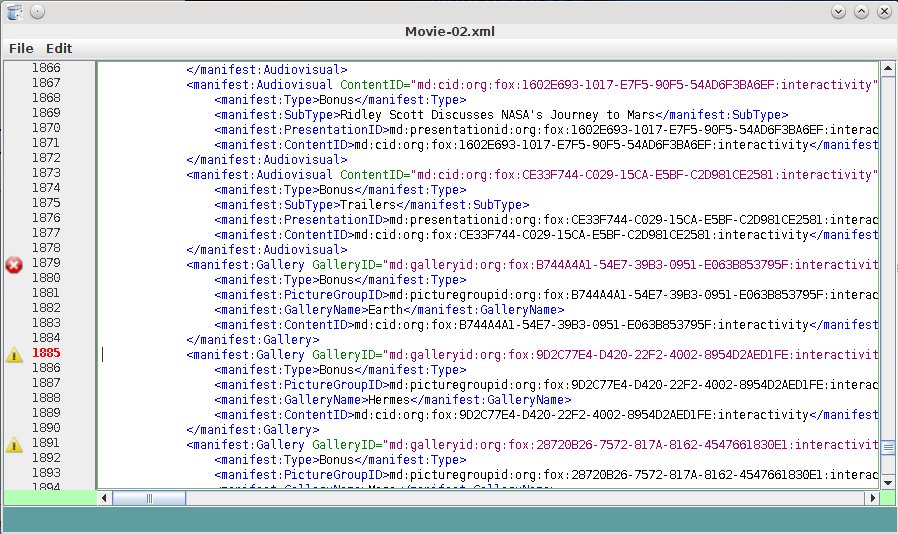 Movie-02.xml
File Edit
1866 </manifest:Audiovisual>
1867 <manifest:Audiovisual ContentID="md:cid:org:fox:1602E693-1017-E7F5-90F5-54AD6F3BA6EF:interactivity"
1868 <manifest:Type>Bonus</manifest:Type>
1869 <manifest:SubType>Ridley Scott Discusses NASA's Journey to Mars</manifest:SubType>
1870 <manifest:PresentationID>md:presentationid:org:fox:1602E693-1017-E7F5-90F5-54AD6F3BA6EF:interac
1871 <manifest:ContentID>md:cid:org:fox:1602E693-1017-E7F5-90F5-54AD6F3BA6EF:interactivity</manifest
1872 </manifest:Audiovisual>
1873 <manifest:Audiovisual ContentID="md:cid:org:fox:CE33F744-C029-15CA-E5BF-C2D981CE2581:interactivity"
1874 <manifest:Type>Bonus</manifest:Type>
1875 <manifest:SubType>Trailers</manifest:SubType>
1876 <manifest:PresentationID>md:presentationid:org:fox:CE33F744-C029-15CA-E5BF-C2D981CE2581:interac
1877 <manifest:ContentID>md:cid:org:fox:CE33F744-C029-15CA-E5BF-C2D981CE2581:interactivity</manifest
1878 </manifest:Audiovisual>
1879 <manifest:Gallery GalleryID="md:galleryid:org:fox:B744A4A1-54E7-39B3-0951-E063B853795F:interactivit
1880 <manifest:Type>Bonus</manifest:Type>
1881 <manifest:PictureGroupID>md:picturegroupid:org:fox:B744A4A1-54E7-39B3-0951-E063B853795F:interac
1882 <manifest:GalleryName>Earth</manifest:GalleryName>
1883 <manifest:ContentID>md:cid:org:fox:B744A4A1-54E7-39B3-0951-E063B853795F:interactivity</manifest
1884 </manifest:Gallery>
1885 <manifest:Gallery GalleryID="md:galleryid:org:fox:9D2C77E4-D420-22F2-4002-8954D2AED1FE:interactivit
1886 <manifest:Type>Bonus</manifest:Type>
1887 <manifest:PictureGroupID>md:picturegroupid:org:fox:9D2C77E4-D420-22F2-4002-8954D2AED1FE:interac
1888 <manifest:GalleryName>Hermes</manifest:GalleryName>
1889 <manifest:ContentID>md:cid:org:fox:9D2C77E4-D420-22F2-4002-8954D2AED1FE:interactivity</manifest
1890 </manifest:Gallery>
1891 <manifest:Gallery GalleryID="md:galleryid:org:fox:28720B26-7572-817A-8162-4547661830E1:interactivit
1892 <manifest:Type>Bonus</manifest:Type>
1893 <manifest:PictureGroupID>md:picturegroupid:org:fox:28720B26-7572-817A-8162-4547661830E1:interac
1894 <manifest:GalleryName>Mars</manifest:GalleryName>